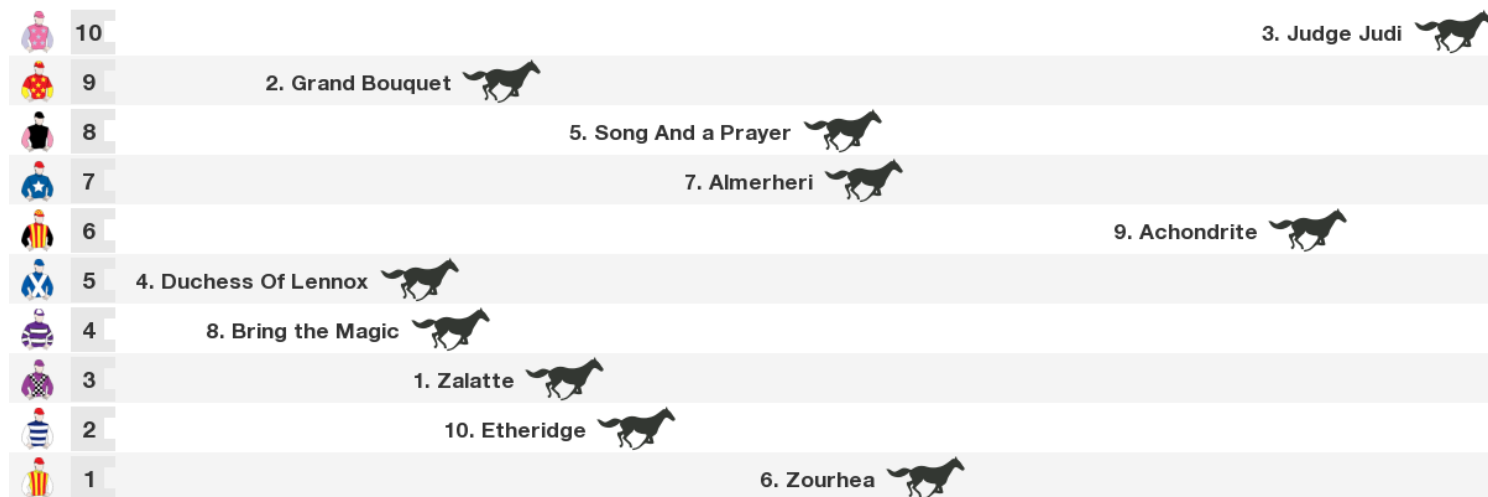 10 3. Judge Judi
9 2. Grand Bouquet
8 5. Song And a Prayer
7 7. Almerheri
6 9. Achondrite
5 4. Duchess Of Lennox
4 8. Bring the Magic
3 1. Zalatte
2 10. Etheridge
1 6. Zourhea